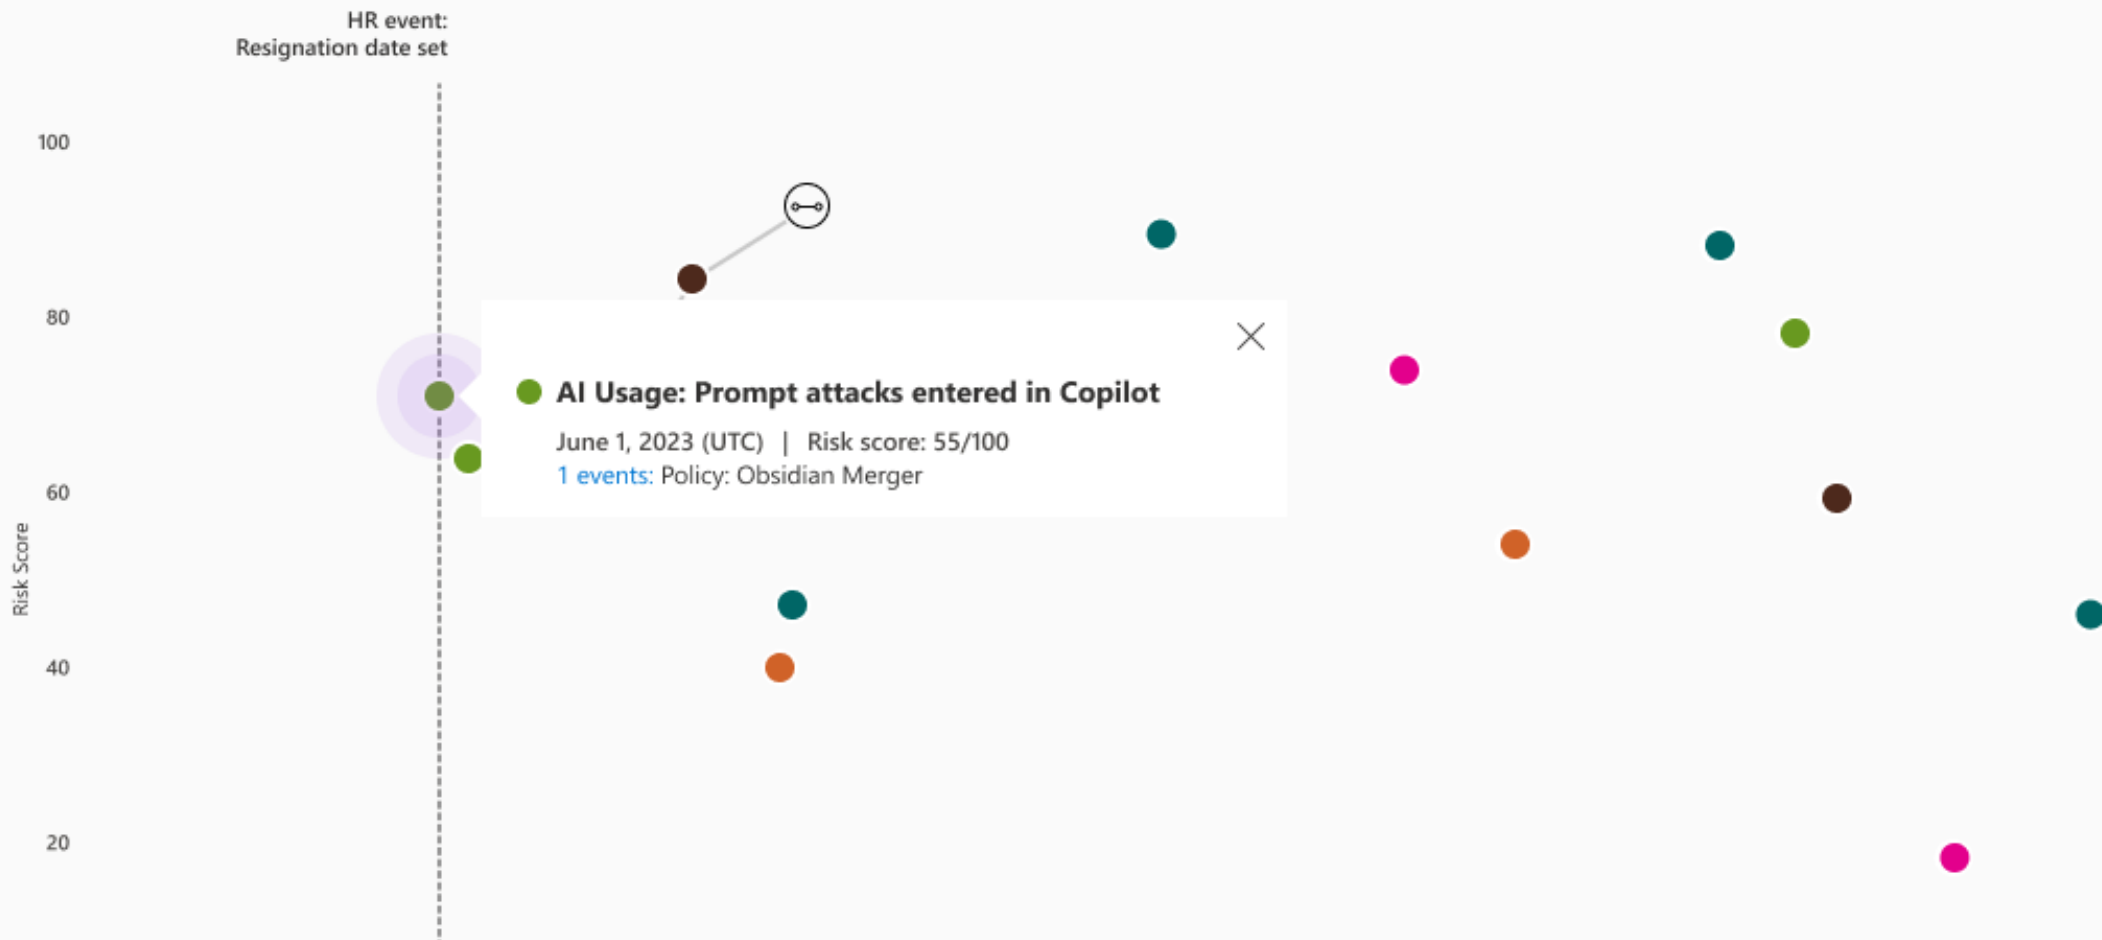 HR event:
Resignation date set
100
80
60
40
20
Risk Score
AI Usage: Prompt attacks entered in Copilot
June 1, 2023 (UTC) | Risk score: 55/100
1 events: Policy: Obsidian Merger